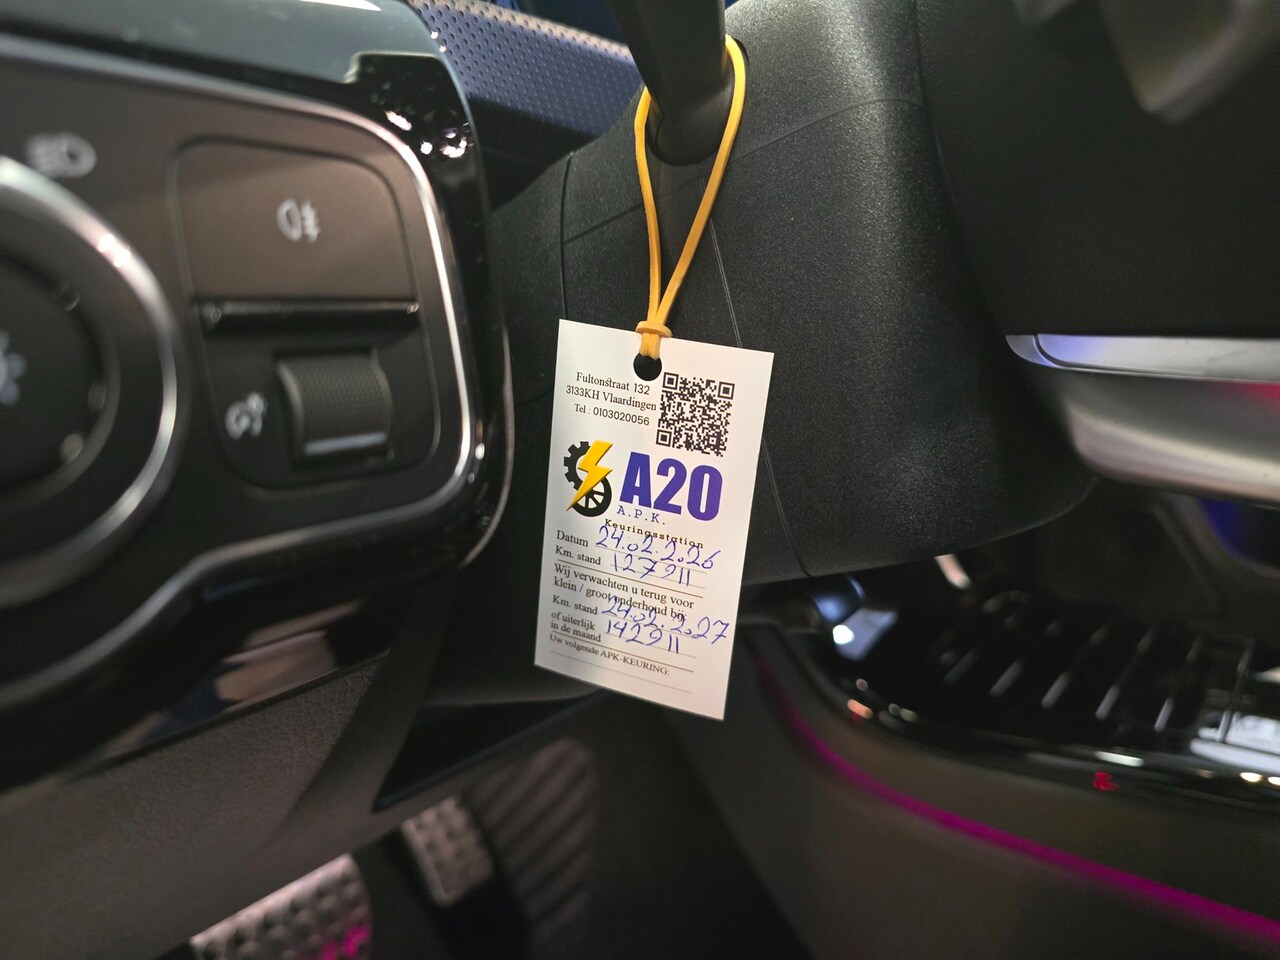 Fultonstraat 132
3133KH Vlaardingen
Tel : 0103020056
A20
A.P.K.
Keuringsstation
Datum 24.02.2026
Km. stand 127911
Wij verwachten u terug voor
klein / groot onderhoud bij:
Km. stand 24.02.2027
of uiterlijk 142911
in de maand
Uw volgende APK-KEURING: